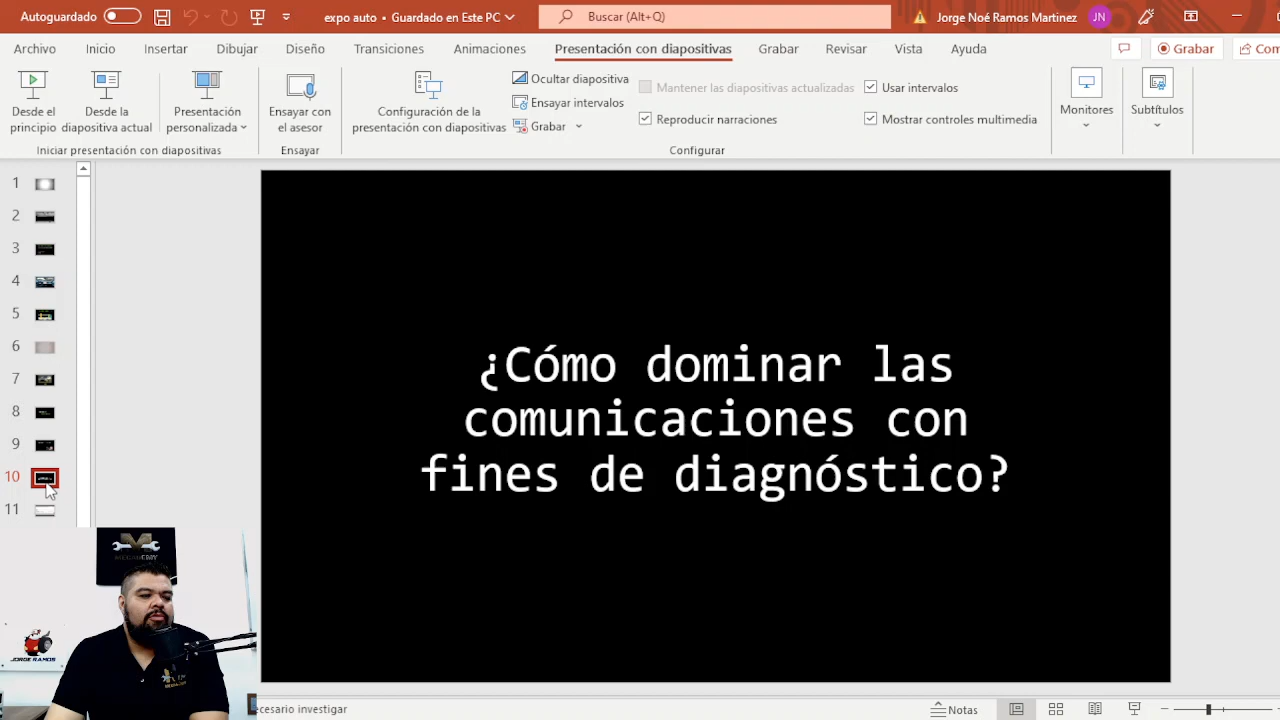 Autoguardado
expo auto • Guardado en Este PC
Buscar (Alt+Q)
Jorge Noé Ramos Martinez
JN
Archivo
Inicio
Insertar
Dibujar
Diseño
Transiciones
Animaciones
Presentación con diapositivas
Grabar
Revisar
Vista
Ayuda
Grabar
Com
Desde el
principio
Desde la
diapositiva actual
Presentación
personalizada
Iniciar presentación con diapositivas
Ensayar con
el asesor
Ensayar
Configuración de la
presentación con diapositivas
Ocultar diapositiva
Ensayar intervalos
Grabar
Mantener las diapositivas actualizadas
Reproducir narraciones
Usar intervalos
Mostrar controles multimedia
Configurar
Monitores
Subtítulos
1
2
3
4
5
6
7
8
9
10
11
¿Cómo dominar las
comunicaciones con
fines de diagnóstico?
JORGE RAMOS
ecesario investigar
Notas